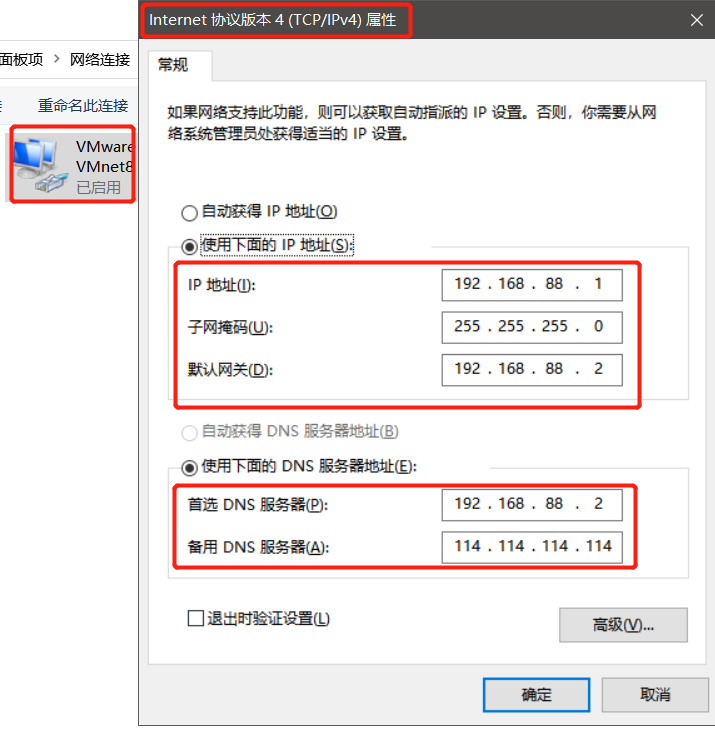 Internet 协议版本 4 (TCP/IPv4) 属性
面板项 > 网络连接
常规
重命名此连接
如果网络支持此功能，则可以获取自动指派的 IP 设置。否则，你需要从网
络系统管理员处获得适当的 IP 设置。
VMware
VMnet8
已启用
自动获得 IP 地址(O)
使用下面的 IP 地址(S):
IP 地址(I): 192 . 168 . 88 . 1
子网掩码(U): 255 . 255 . 255 . 0
默认网关(D): 192 . 168 . 88 . 2
自动获得 DNS 服务器地址(B)
使用下面的 DNS 服务器地址(E):
首选 DNS 服务器(P): 192 . 168 . 88 . 2
备用 DNS 服务器(A): 114 . 114 . 114 . 114
退出时验证设置(L)
高级(V)...
确定 取消